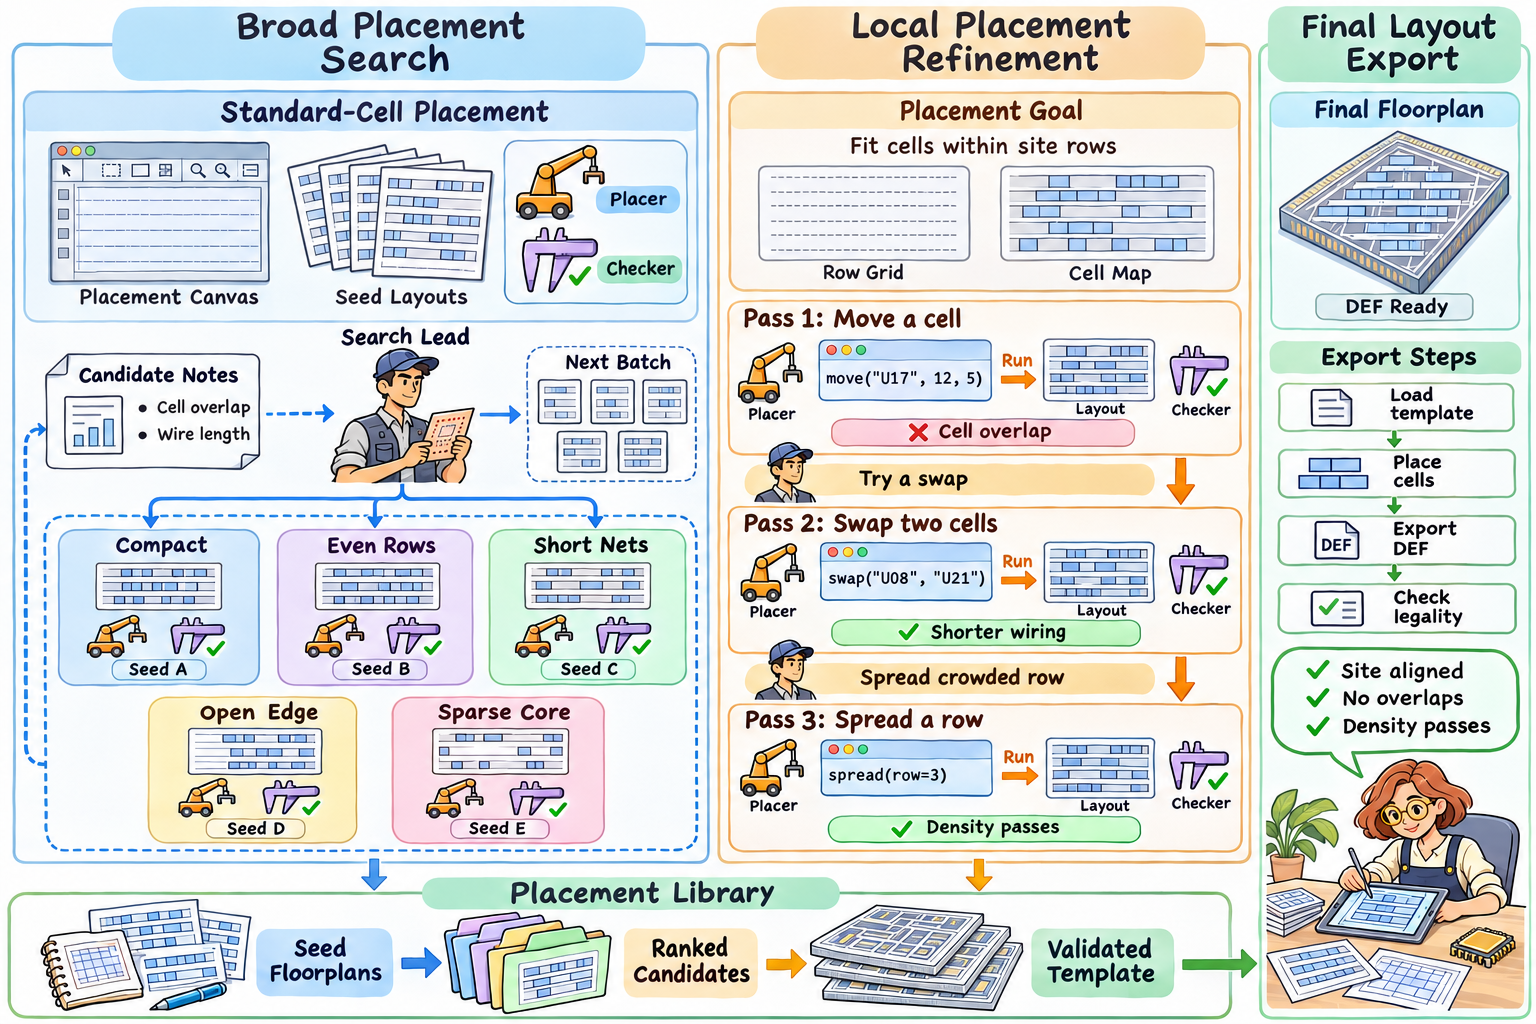 Broad Placement
Search
Standard-Cell Placement
Placement Canvas
Seed Layouts
Placer
Checker
Search Lead
Candidate Notes
• Cell overlap
• Wire length
Next Batch
Compact
Seed A
Even Rows
Seed B
Short Nets
Seed C
Open Edge
Seed D
Sparse Core
Seed E
Local Placement
Refinement
Placement Goal
Fit cells within site rows
Row Grid
Cell Map
Pass 1: Move a cell
Placer
move("U17", 12, 5)
Run
Layout
Checker
Cell overlap
Try a swap
Pass 2: Swap two cells
Placer
swap("U08", "U21")
Run
Layout
Checker
Shorter wiring
Spread crowded row
Pass 3: Spread a row
Placer
spread(row=3)
Run
Layout
Checker
Density passes
Final Layout
Export
Final Floorplan
DEF Ready
Export Steps
Load
template
Place
cells
DEF
Export
DEF
Check
legality
Site aligned
No overlaps
Density passes
Placement Library
Seed
Floorplans
Ranked
Candidates
Validated
Template